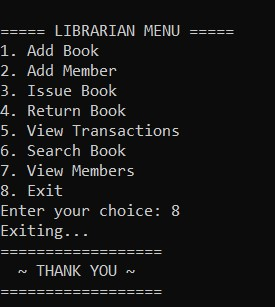 ===== LIBRARIAN MENU =====
1. Add Book
2. Add Member
3. Issue Book
4. Return Book
5. View Transactions
6. Search Book
7. View Members
8. Exit
Enter your choice: 8
Exiting...
==================
  ~ THANK YOU ~
==================